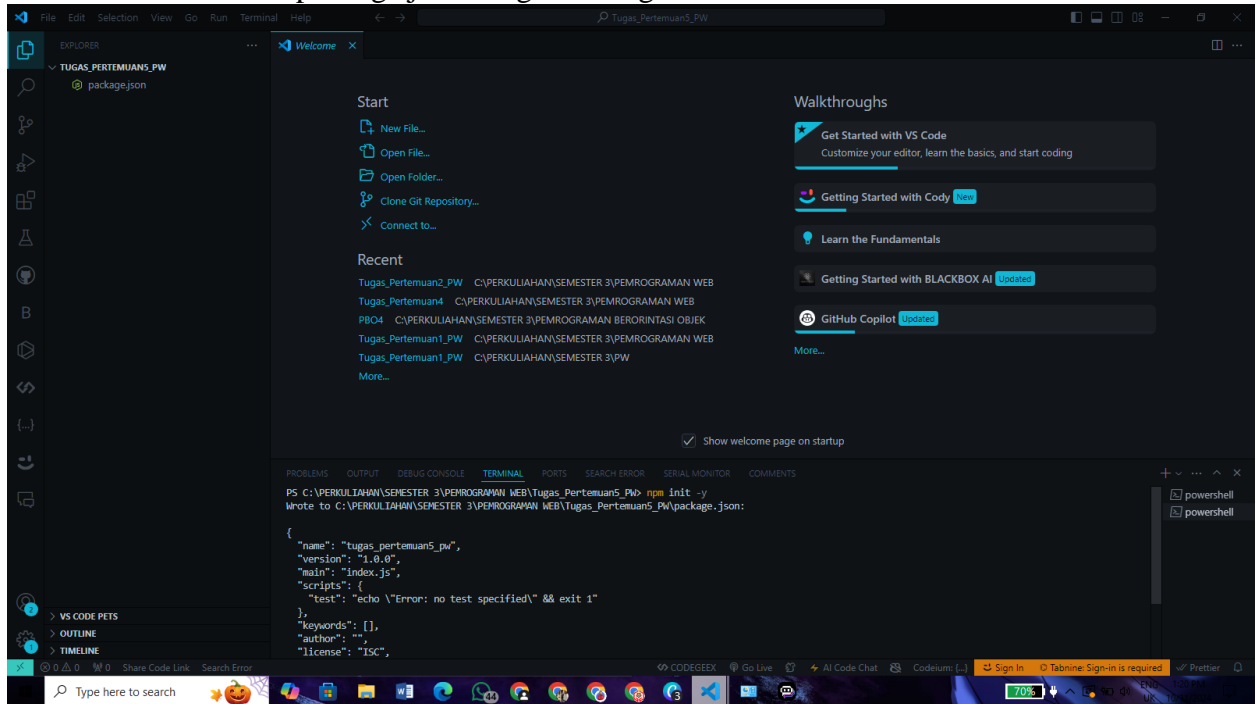 File Edit Selection View Go Run Terminal Help
Tugas_Pertemuan5_PW
EXPLORER
TUGAS_PERTEMUAN5_PW
package.json
VS CODE PETS
OUTLINE
TIMELINE
Welcome
Start
New File...
Open File...
Open Folder...
Clone Git Repository...
Connect to...
Recent
Tugas_Pertemuan2_PW C:\PERKULIAHAN\SEMESTER 3\PEMROGRAMAN WEB
Tugas_Pertemuan4 C:\PERKULIAHAN\SEMESTER 3\PEMROGRAMAN WEB
PBO4 C:\PERKULIAHAN\SEMESTER 3\PEMROGRAMAN BERORINTASI OBJEK
Tugas_Pertemuan1_PW C:\PERKULIAHAN\SEMESTER 3\PEMROGRAMAN WEB
Tugas_Pertemuan1_PW C:\PERKULIAHAN\SEMESTER 3\PW
More...
Walkthroughs
Get Started with VS Code
Customize your editor, learn the basics, and start coding
Getting Started with Cody New
Learn the Fundamentals
Getting Started with BLACKBOX AI Updated
GitHub Copilot Updated
More...
Show welcome page on startup
PROBLEMS OUTPUT DEBUG CONSOLE TERMINAL PORTS SEARCH ERROR SERIAL MONITOR COMMENTS
PS C:\PERKULIAHAN\SEMESTER 3\PEMROGRAMAN WEB\Tugas_Pertemuan5_PW> npm init -y
Wrote to C:\PERKULIAHAN\SEMESTER 3\PEMROGRAMAN WEB\Tugas_Pertemuan5_PW\package.json:
{
"name": "tugas_pertemuan5_pw",
"version": "1.0.0",
"main": "index.js",
"scripts": {
"test": "echo \"Error: no test specified\" && exit 1"
},
"keywords": [],
"author": "",
"license": "ISC",
powershell
powershell
0 0 0 Share Code Link Search Error
CODEGEEX Go Live AI Code Chat Codeium: {...} Sign In Tabnine: Sign-in is required Prettier
Type here to search
70%
ENG